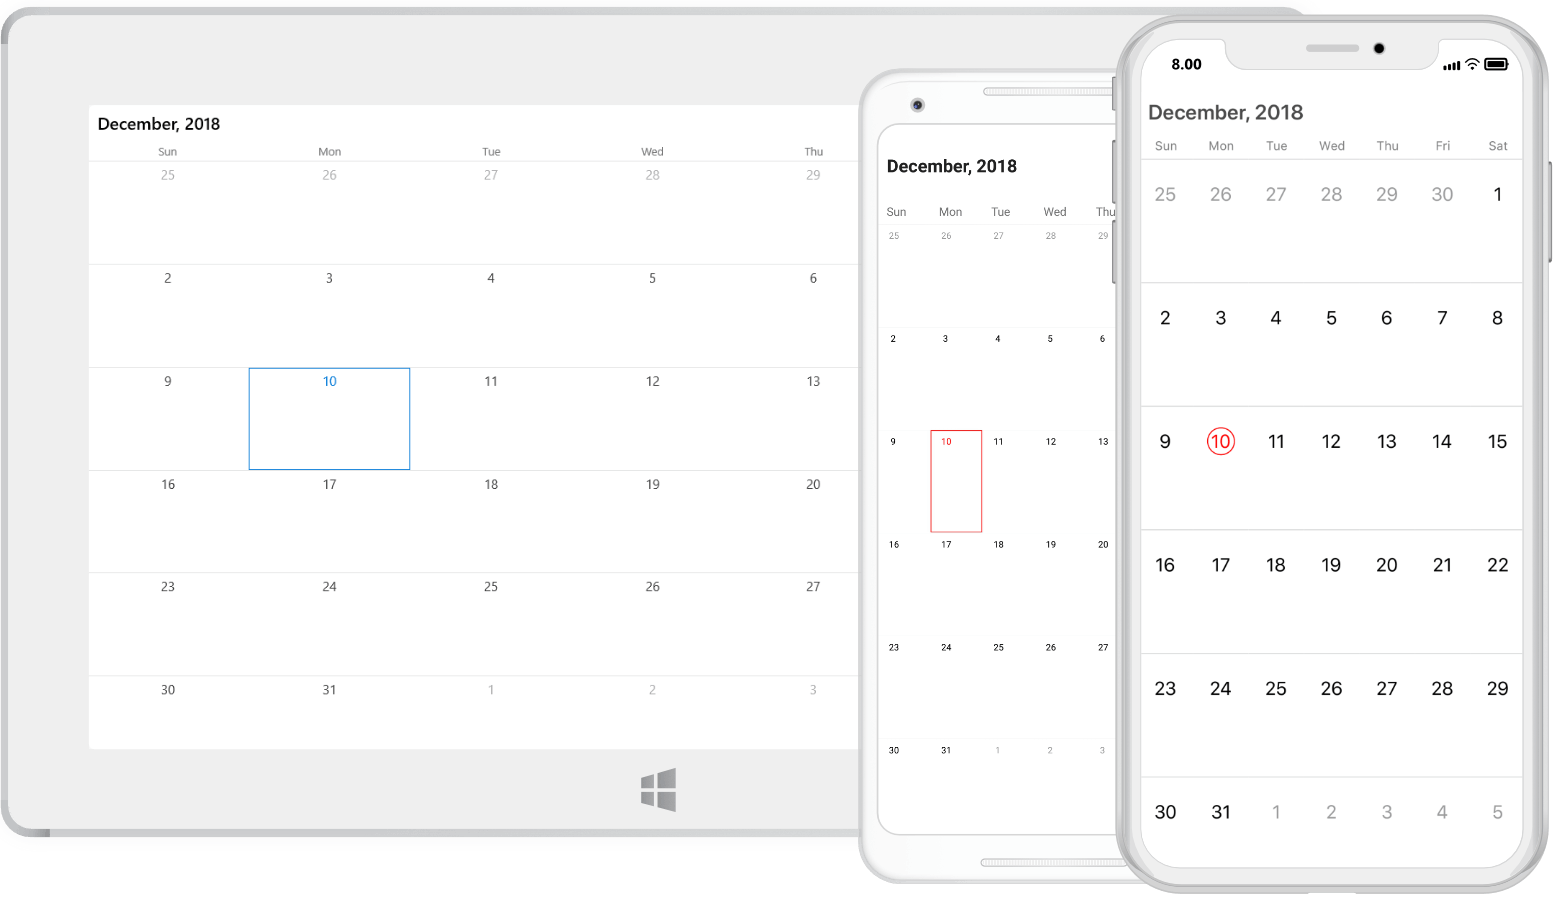 December, 2018
Sun Mon Tue Wed Thu
25 26 27 28 29
2 3 4 5 6
9 10 11 12 13
16 17 18 19 20
23 24 25 26 27
30 31 1 2 3
December, 2018
Sun Mon Tue Wed Thu
25 26 27 28 29
2 3 4 5 6
9 10 11 12 13
16 17 18 19 20
23 24 25 26 27
30 31 1 2 3
8.00
December, 2018
Sun Mon Tue Wed Thu Fri Sat
25 26 27 28 29 30 1
2 3 4 5 6 7 8
9 10 11 12 13 14 15
16 17 18 19 20 21 22
23 24 25 26 27 28 29
30 31 1 2 3 4 5